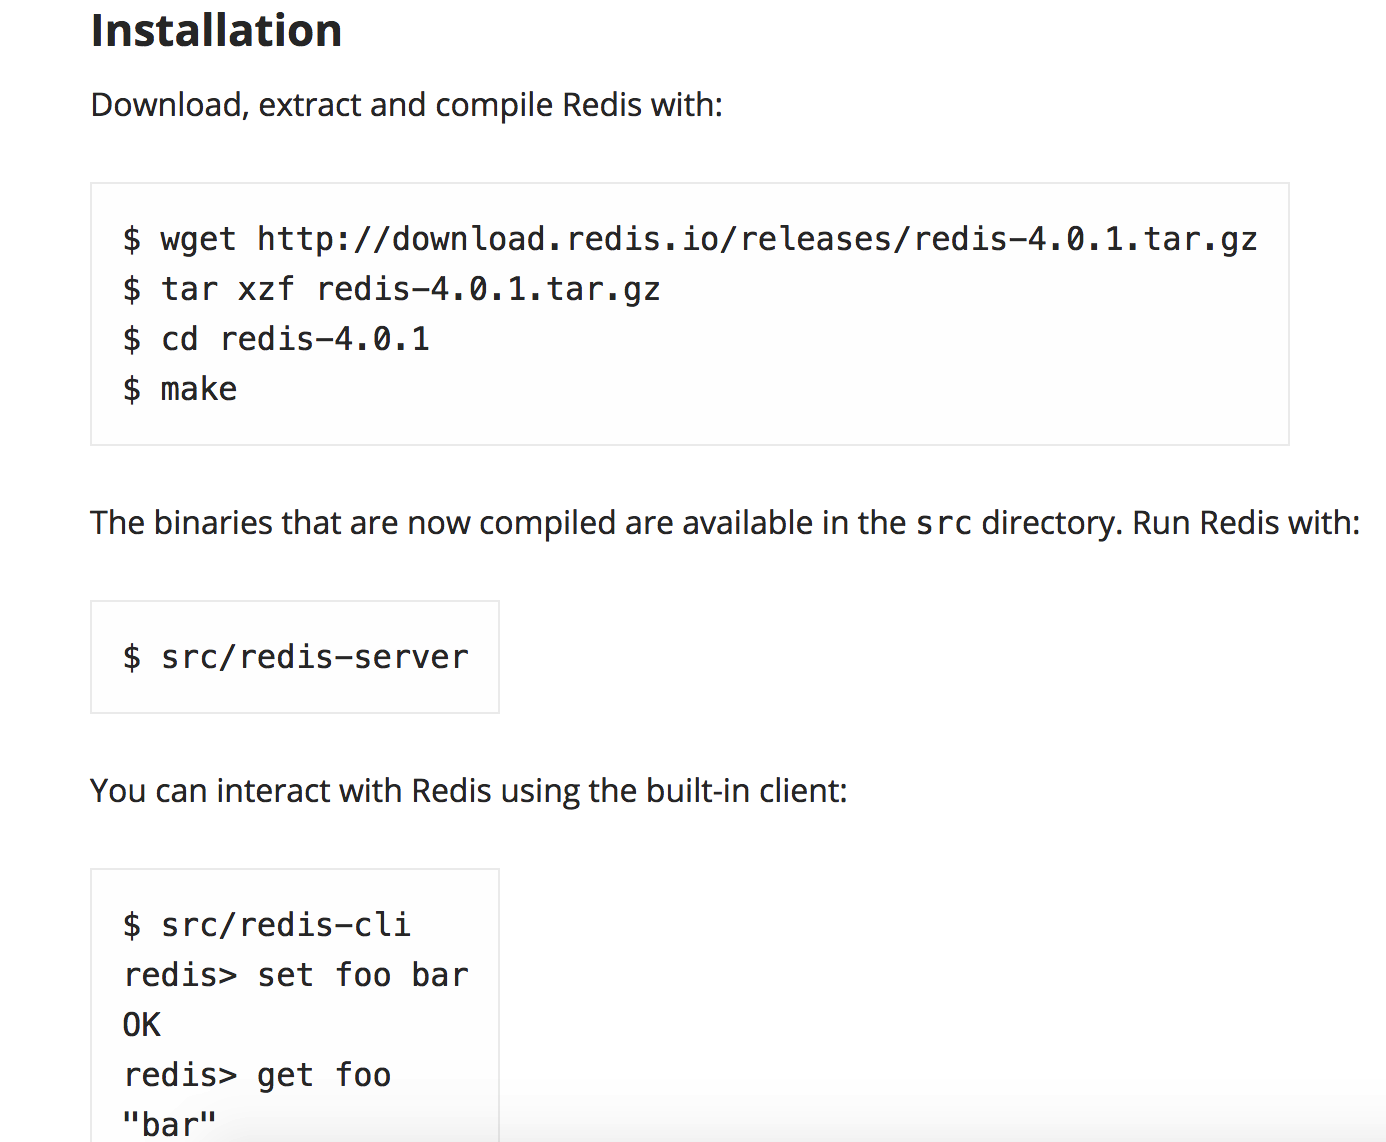 Installation
Download, extract and compile Redis with:
$ wget http://download.redis.io/releases/redis-4.0.1.tar.gz
$ tar xzf redis-4.0.1.tar.gz
$ cd redis-4.0.1
$ make
The binaries that are now compiled are available in the src directory. Run Redis with:
$ src/redis-server
You can interact with Redis using the built-in client:
$ src/redis-cli
redis> set foo bar
OK
redis> get foo
"bar"